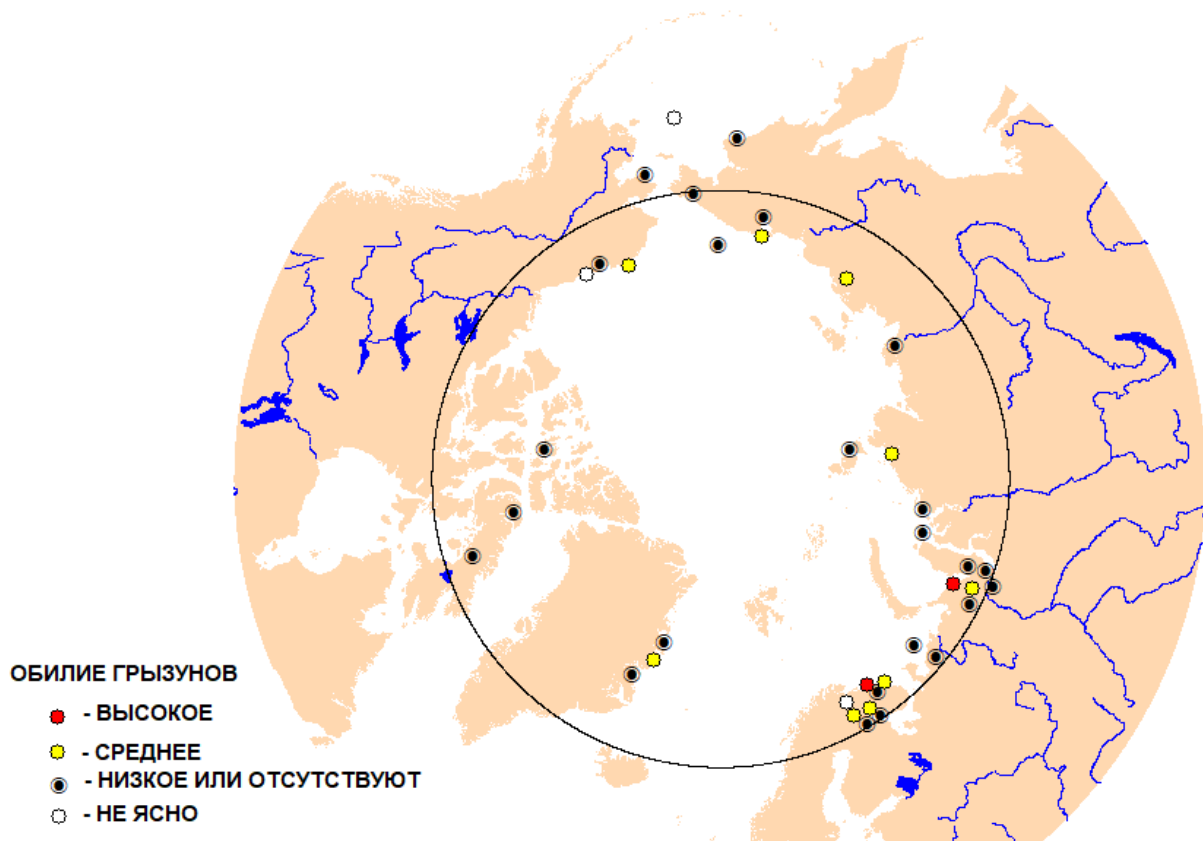 ОБИЛИЕ ГРЫЗУНОВ
- ВЫСОКОЕ
- СРЕДНЕЕ
- НИЗКОЕ ИЛИ ОТСУТСТВУЮТ
- НЕ ЯСНО